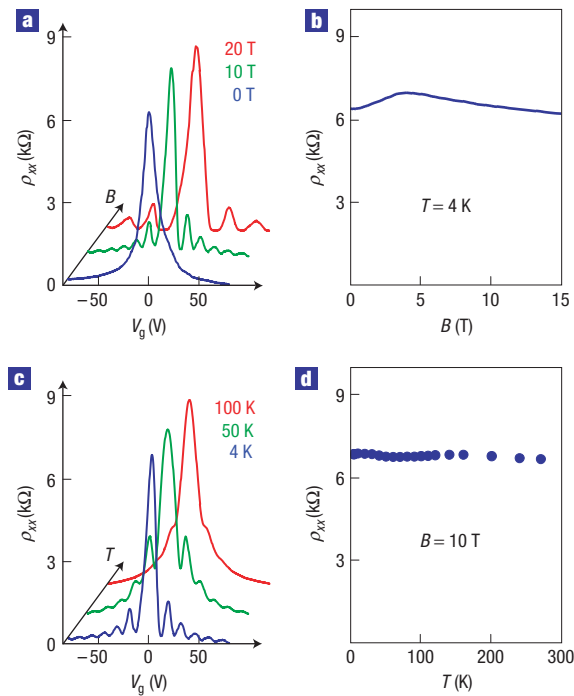 a
9
6
3
0
ρxx (kΩ)
20 T
10 T
0 T
B
−50
0
50
Vg (V)
b
9
6
3
0
ρxx (kΩ)
T = 4 K
0
5
10
15
B (T)
c
9
6
3
0
ρxx (kΩ)
100 K
50 K
4 K
T
−50
0
50
Vg (V)
d
9
6
3
0
ρxx (kΩ)
B = 10 T
0
100
200
300
T (K)